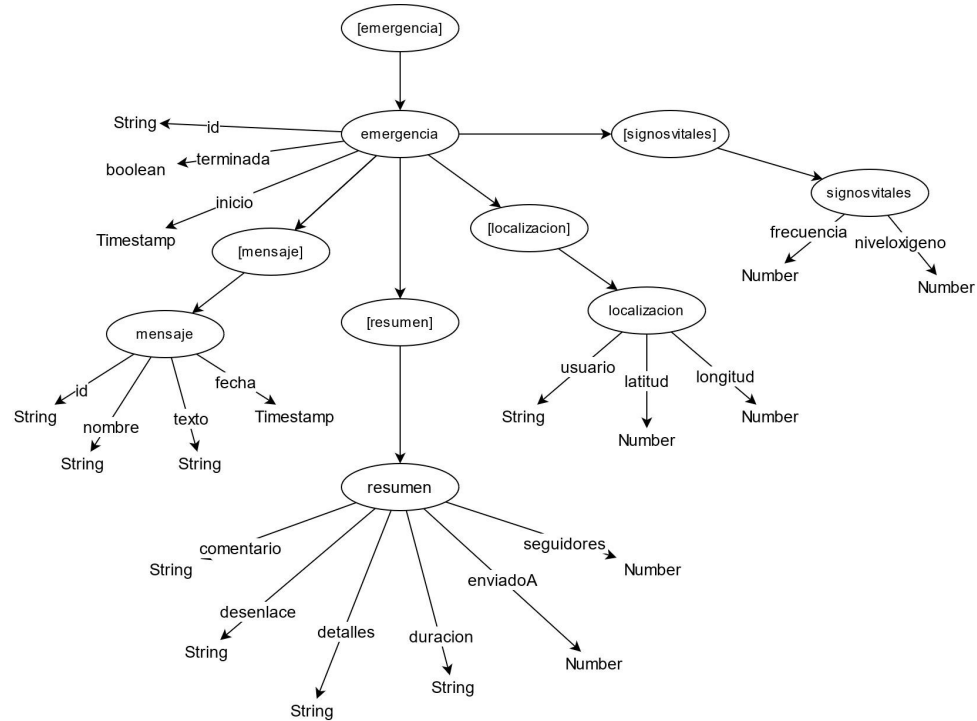 [emergencia]
String
id
emergencia
[signosvitales]
boolean
terminada
inicio
signosvitales
Timestamp
[mensaje]
[localizacion]
frecuencia
niveloxigeno
Number
Number
mensaje
[resumen]
localizacion
id
fecha
usuario
latitud
longitud
String
nombre
texto
Timestamp
String
Number
Number
String
String
resumen
comentario
seguidores
String
enviadoA
Number
desenlace
detalles
duracion
String
Number
String
String